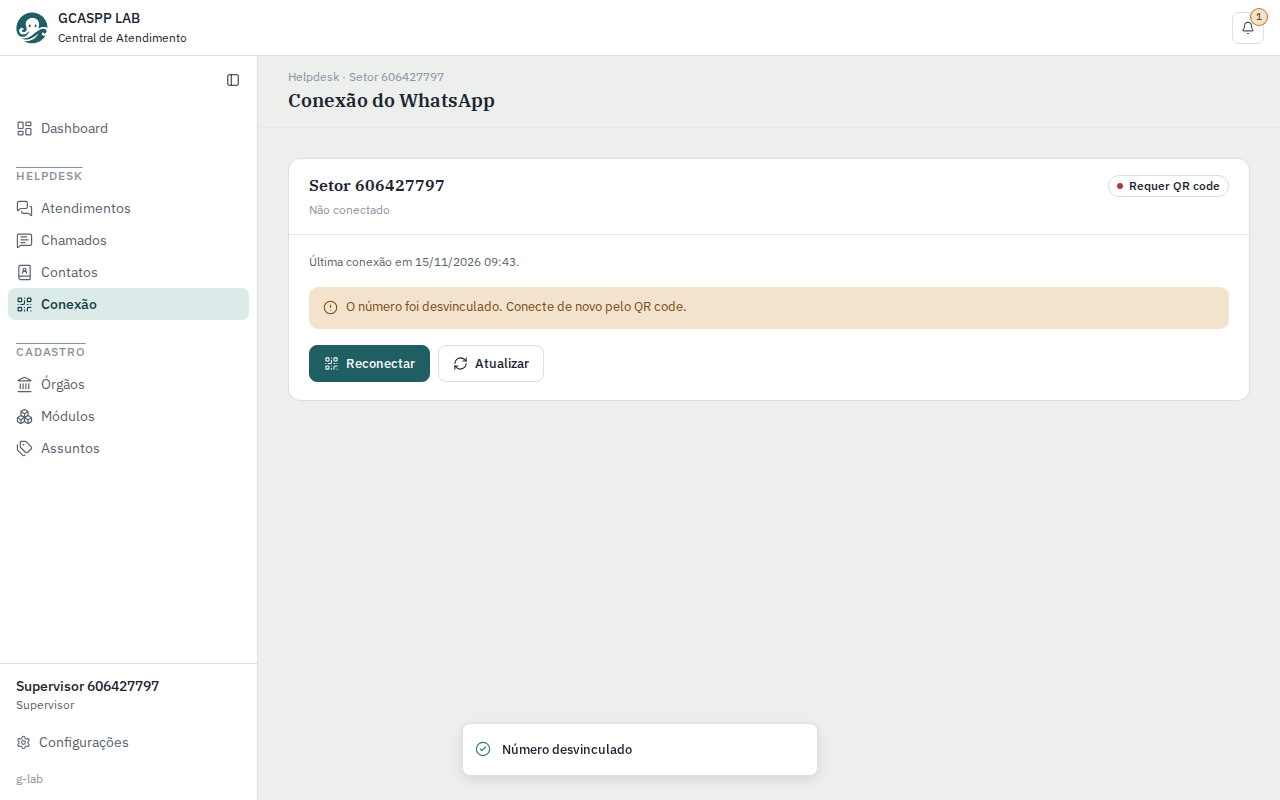 GCASPP LAB
Central de Atendimento
1
Dashboard
HELPDESK
Atendimentos
Chamados
Contatos
Conexão
CADASTRO
Órgãos
Módulos
Assuntos
Supervisor 606427797
Supervisor
Configurações
g-lab
Helpdesk · Setor 606427797
Conexão do WhatsApp
Setor 606427797
Requer QR code
Não conectado
Última conexão em 15/11/2026 09:43.
O número foi desvinculado. Conecte de novo pelo QR code.
Reconectar
Atualizar
Número desvinculado